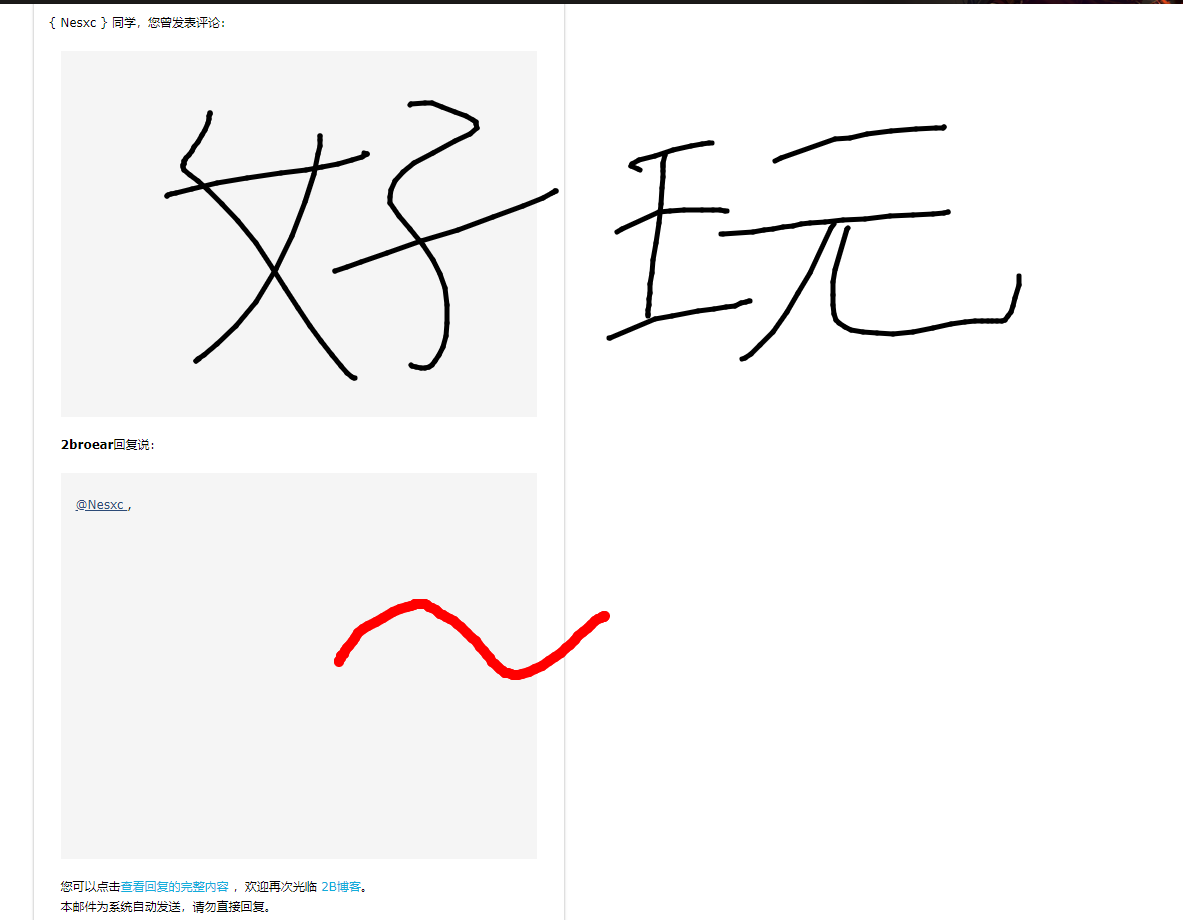 { Nesxc } 同学，您曾发表评论：
好玩
2broear回复说：
@Nesxc ,
您可以点击查看回复的完整内容 ，欢迎再次光临 2B博客。
本邮件为系统自动发送，请勿直接回复。